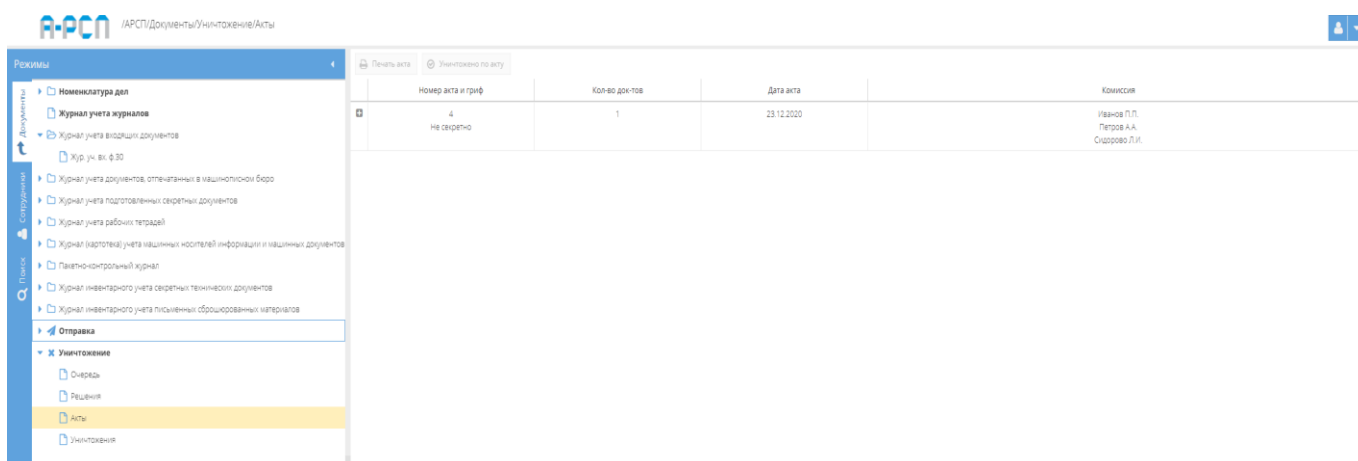 А-РСП
/АРСП/Документы/Уничтожение/Акты
Режимы
Печать акта
Уничтожено по акту
Документы
Сотрудники
Поиск
Номенклатура дел
Журнал учета журналов
Журнал учета входящих документов
Жур. уч. вх. ф.30
Журнал учета документов, отпечатанных в машинописном бюро
Журнал учета подготовленных секретных документов
Журнал учета рабочих тетрадей
Журнал (картотека) учета машинных носителей информации и машинных документов
Пакетно-контрольный журнал
Журнал инвентарного учета секретных технических документов
Журнал инвентарного учета письменных сброшюрованных материалов
Отправка
Уничтожение
Очередь
Решения
Акты
Уничтожения
Номер акта и гриф
Кол-во док-тов
Дата акта
Комиссия
4
Не секретно
1
23.12.2020
Иванов П.П.
Петров А.А.
Сидорово Л.И.